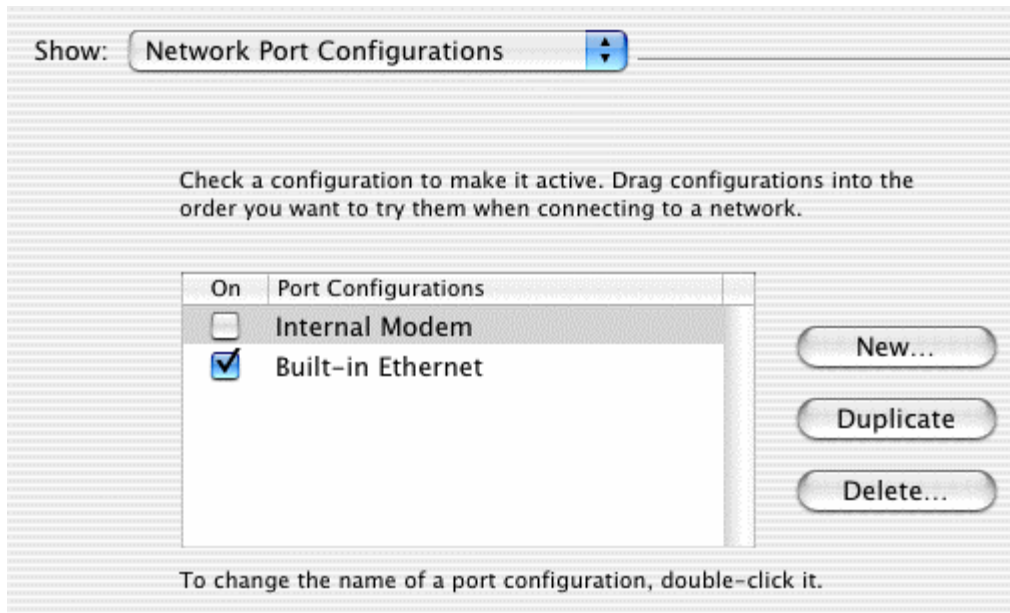 Show: Network Port Configurations
Check a configuration to make it active. Drag configurations into the
order you want to try them when connecting to a network.
On Port Configurations
Internal Modem
Built-in Ethernet
New...
Duplicate
Delete...
To change the name of a port configuration, double-click it.